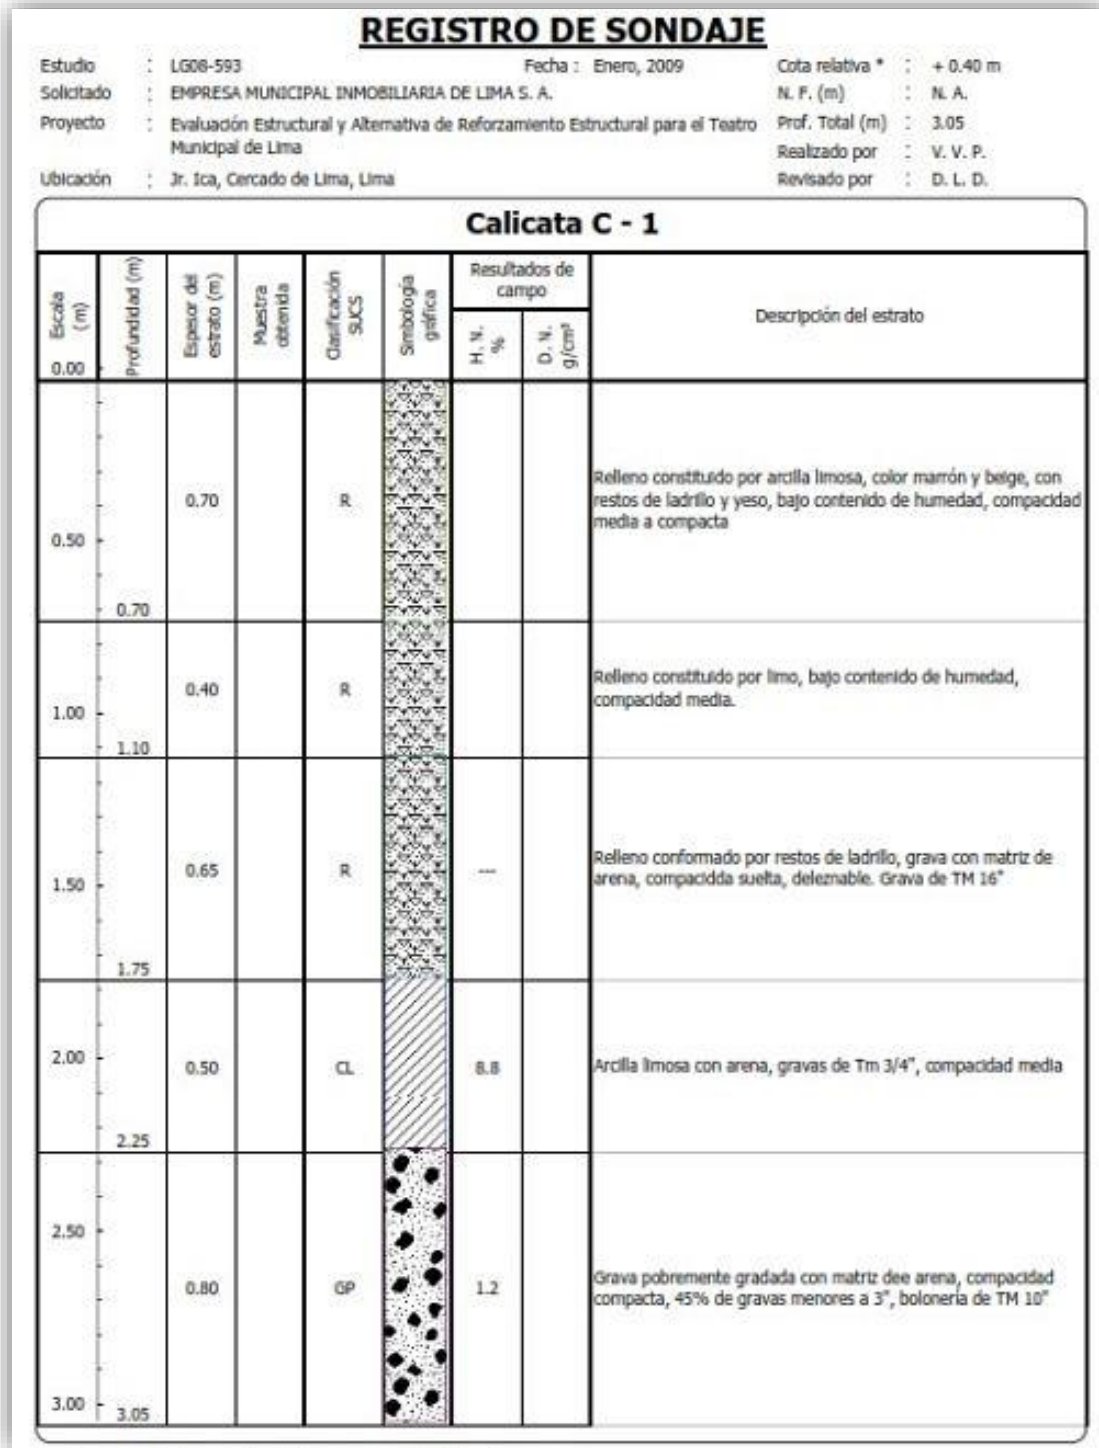 REGISTRO DE SONDAJE
Estudio : LG08-593 Fecha : Enero, 2009 Cota relativa * : + 0.40 m
Solicitado : EMPRESA MUNICIPAL INMOBILIARIA DE LIMA S. A. N. F. (m) : N. A.
Proyecto : Evaluación Estructural y Alternativa de Reforzamiento Estructural para el Teatro Prof. Total (m) : 3.05
Municipal de Lima
Realizado por : V. V. P.
Ubicación : Jr. Ica, Cercado de Lima, Lima Revisado por : D. L. D.
Calicata C - 1
Escala (m)
Profundidad (m)
Espesor del estrato (m)
Muestra obtenida
Clasificación SUCS
Simbología gráfica
Resultados de campo
H. N. %
D. N. g/cm³
Descripción del estrato
0.00
0.70 R
Relleno constituido por arcilla limosa, color marrón y beige, con
restos de ladrillo y yeso, bajo contenido de humedad, compacidad
media a compacta
0.50
0.70
0.40 R
Relleno constituido por limo, bajo contenido de humedad,
compacidad media.
1.00
1.10
0.65 R ---
Relleno conformado por restos de ladrillo, grava con matriz de
arena, compacidda suelta, deleznable. Grava de TM 16"
1.50
1.75
2.00 0.50 CL 8.8 Arcilla limosa con arena, gravas de Tm 3/4", compacidad media
2.25
2.50
0.80 GP 1.2
Grava pobremente gradada con matriz dee arena, compacidad
compacta, 45% de gravas menores a 3", bolonería de TM 10"
3.00
3.05